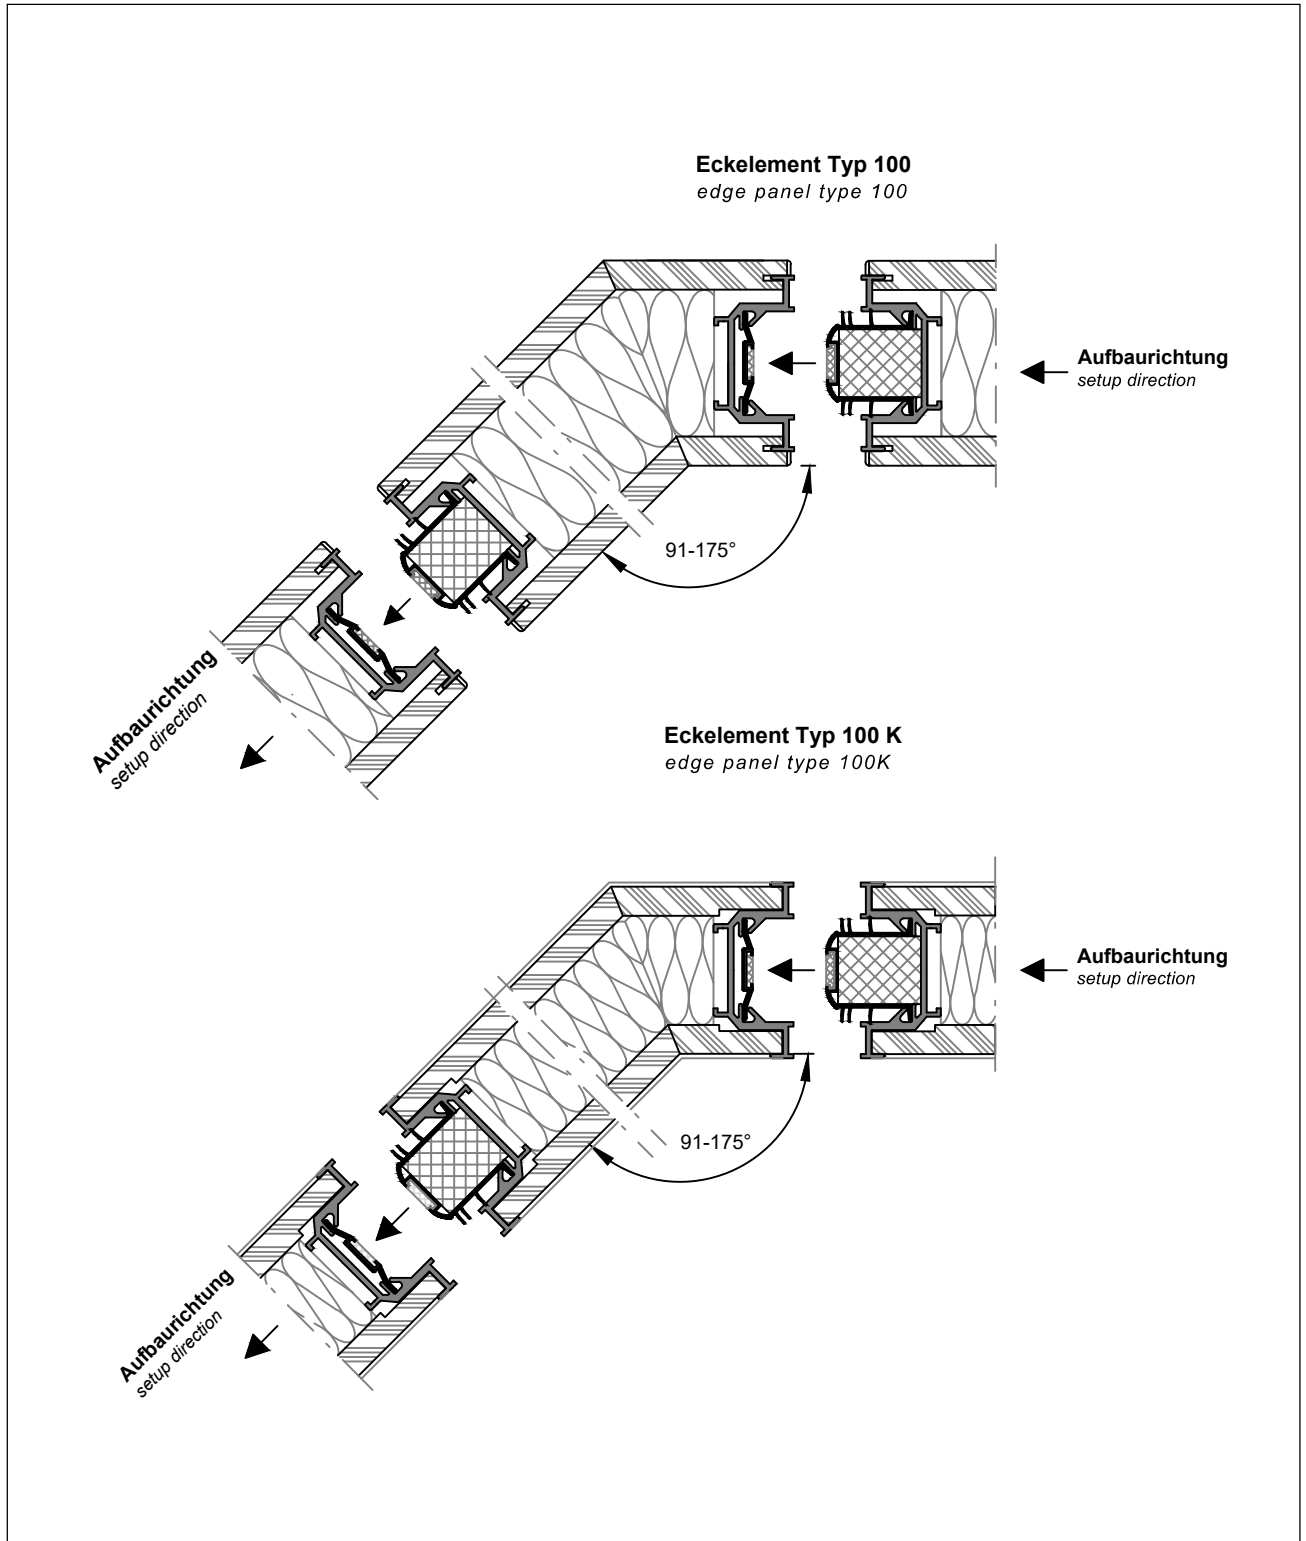 Eckelement Typ 100
edge panel type 100
Aufbaurichtung
setup direction
91-175°
Aufbaurichtung
setup direction
Eckelement Typ 100 K
edge panel type 100K
Aufbaurichtung
setup direction
91-175°
Aufbaurichtung
setup direction